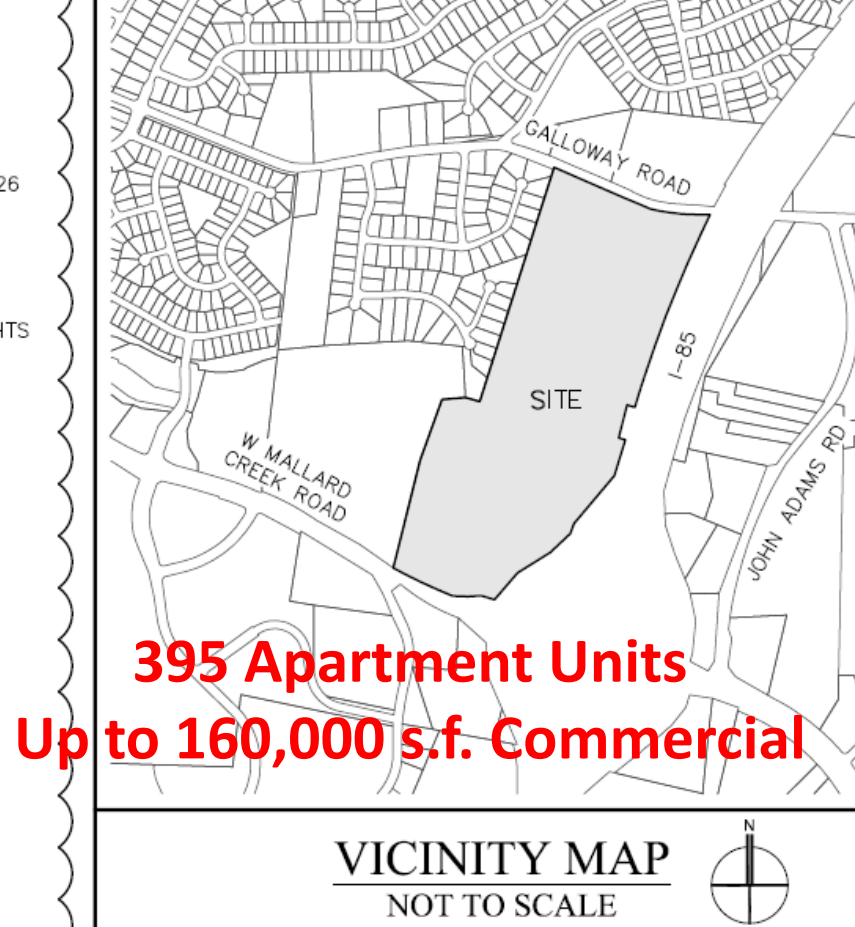 26
HTS
GALLOWAY ROAD
I-85
SITE
W MALLARD
CREEK ROAD
JOHN ADAMS RD
395 Apartment Units
Up to 160,000 s.f. Commercial
N
VICINITY MAP
NOT TO SCALE